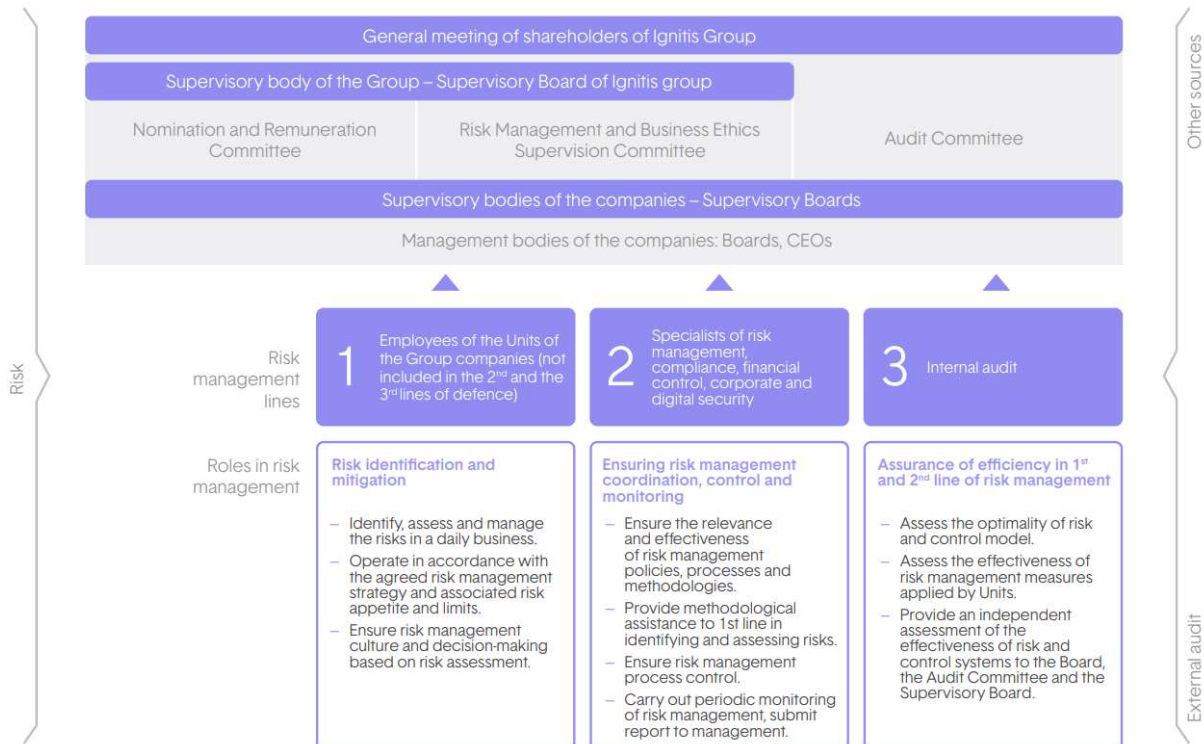 General meeting of shareholders of Ignitis Group
Supervisory body of the Group – Supervisory Board of Ignitis group
Nomination and Remuneration
Committee
Risk Management and Business Ethics
Supervision Committee
Audit Committee
Supervisory bodies of the companies – Supervisory Boards
Management bodies of the companies: Boards, CEOs
Risk
Other sources
External audit
Risk
management
lines
1
Employees of the Units of
the Group companies (not
included in the 2nd and the
3rd lines of defence)
2
Specialists of risk
management,
compliance, financial
control, corporate and
digital security
3
Internal audit
Roles in risk
management
Risk identification and
mitigation
– Identify, assess and manage
the risks in a daily business.
– Operate in accordance with
the agreed risk management
strategy and associated risk
appetite and limits.
– Ensure risk management
culture and decision-making
based on risk assessment.
Ensuring risk management
coordination, control and
monitoring
– Ensure the relevance
and effectiveness
of risk management
policies, processes and
methodologies.
– Provide methodological
assistance to 1st line in
identifying and assessing risks.
– Ensure risk management
process control.
– Carry out periodic monitoring
of risk management, submit
report to management.
Assurance of efficiency in 1st
and 2nd line of risk management
– Assess the optimality of risk
and control model.
– Assess the effectiveness of
risk management measures
applied by Units.
– Provide an independent
assessment of the
effectiveness of risk and
control systems to the Board,
the Audit Committee and the
Supervisory Board.